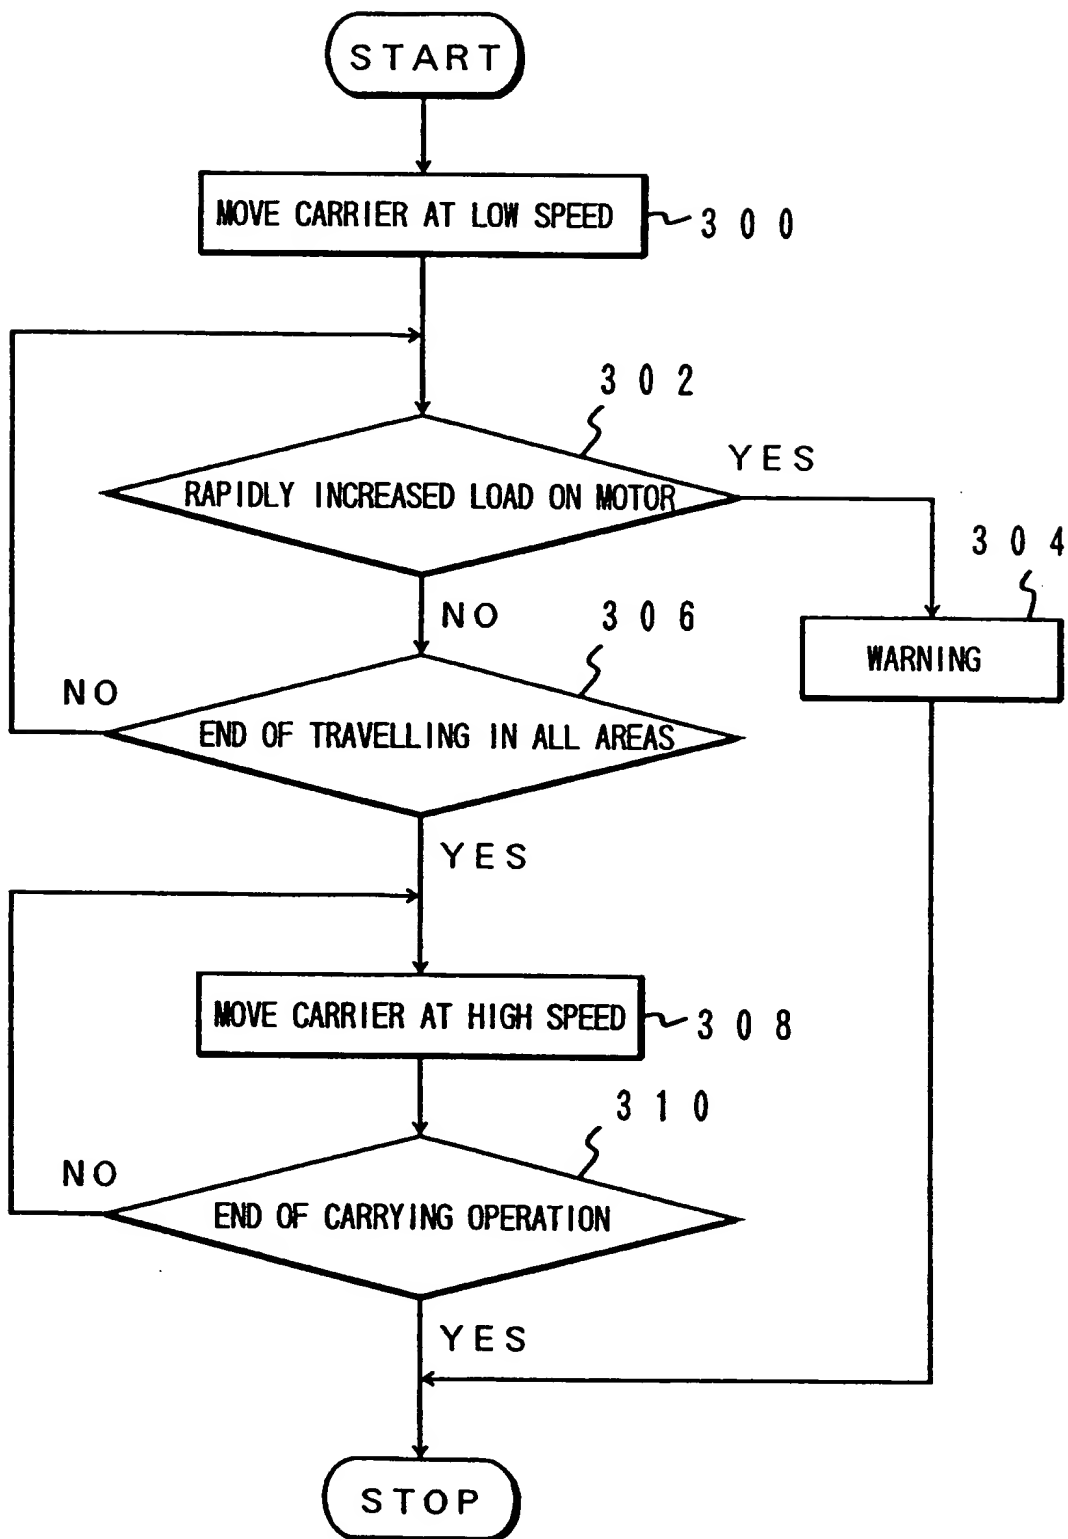 START
MOVE CARRIER AT LOW SPEED
300
302
YES
RAPIDLY INCREASED LOAD ON MOTOR
304
NO
306
WARNING
NO
END OF TRAVELLING IN ALL AREAS
YES
MOVE CARRIER AT HIGH SPEED
308
310
NO
END OF CARRYING OPERATION
YES
STOP